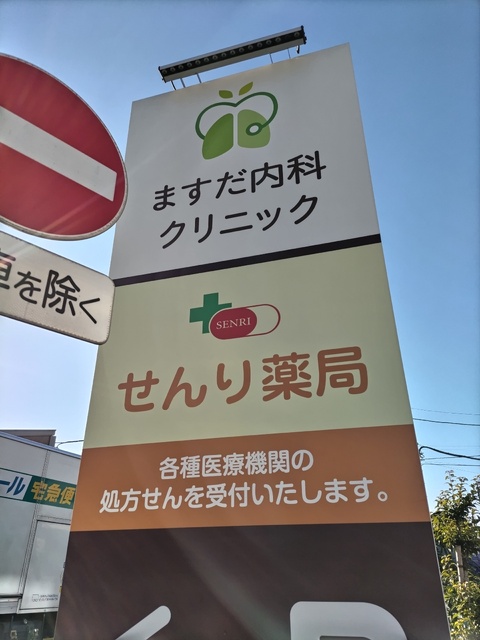 ますだ内科
クリニック
SENRI
せんり薬局
各種医療機関の
処方せんを受付いたします。
を除く
ール 宅急便